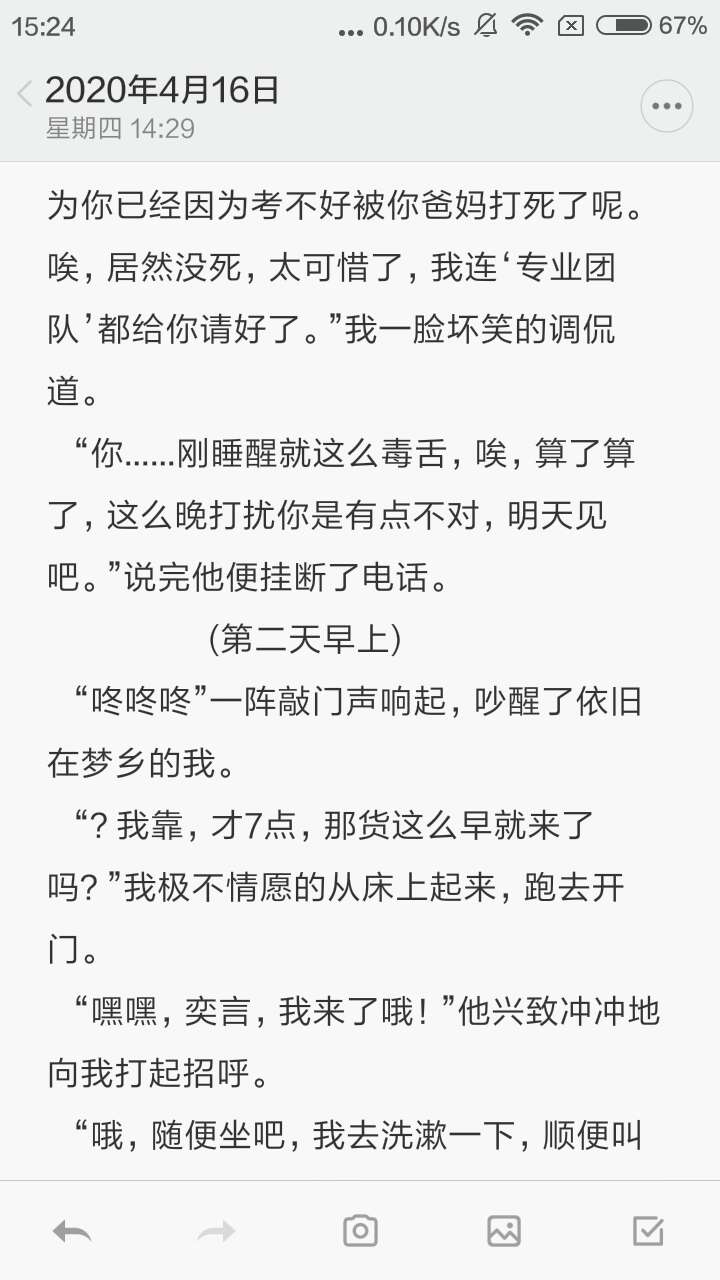 15:24
... 0.10K/s 67%
2020年4月16日
星期四 14:29
为你已经因为考不好被你爸妈打死了呢。
唉，居然没死，太可惜了，我连‘专业团
队’都给你请好了。”我一脸坏笑的调侃
道。
“你......刚睡醒就这么毒舌，唉，算了算
了，这么晚打扰你是有点不对，明天见
吧。”说完他便挂断了电话。
（第二天早上）
“咚咚咚”一阵敲门声响起，吵醒了依旧
在梦乡的我。
“？我靠，才7点，那货这么早就来了
吗？”我极不情愿的从床上起来，跑去开
门。
“嘿嘿，奕言，我来了哦！”他兴致冲冲地
向我打起招呼。
“哦，随便坐吧，我去洗漱一下，顺便叫